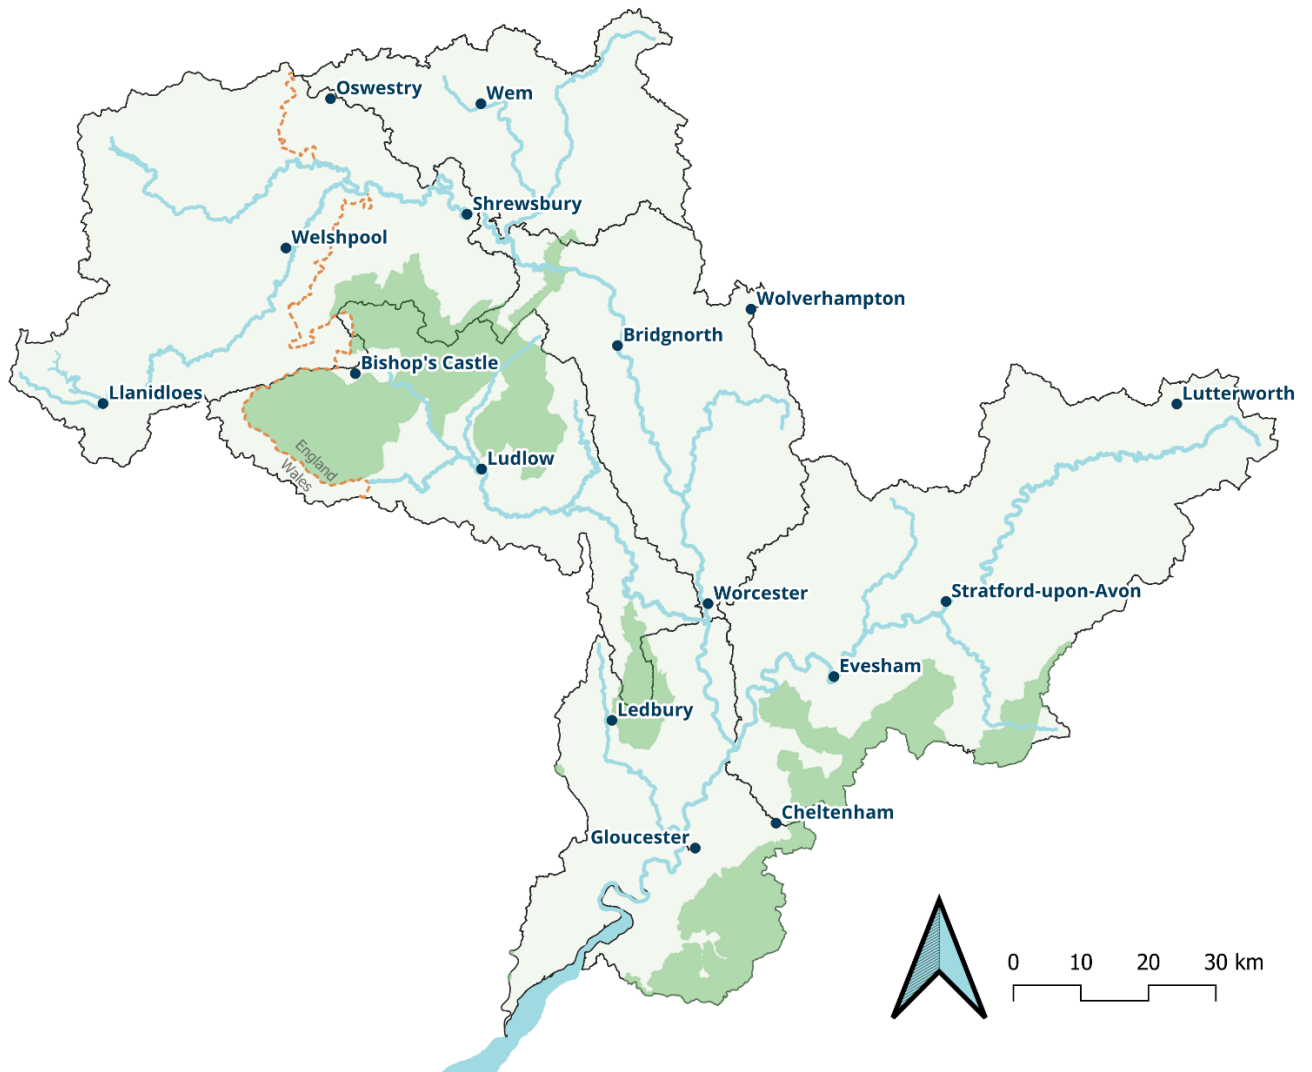 Oswestry
Wem
Shrewsbury
Welshpool
Wolverhampton
Bridgnorth
Bishop's Castle
Llanidloes
Lutterworth
England
Wales
Ludlow
Worcester
Stratford-upon-Avon
Evesham
Ledbury
Cheltenham
Gloucester
0 10 20 30 km